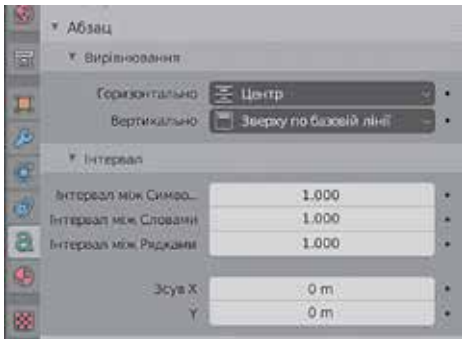 Абзац
Вирівнювання
Горизонтально Центр
Вертикально Зверху по базовій лінії
Інтервал
Інтервал між Симво...
Інтервал між Словами
Інтервал між Рядками
1.000
1.000
1.000
Зсув X 0 m
Y 0 m